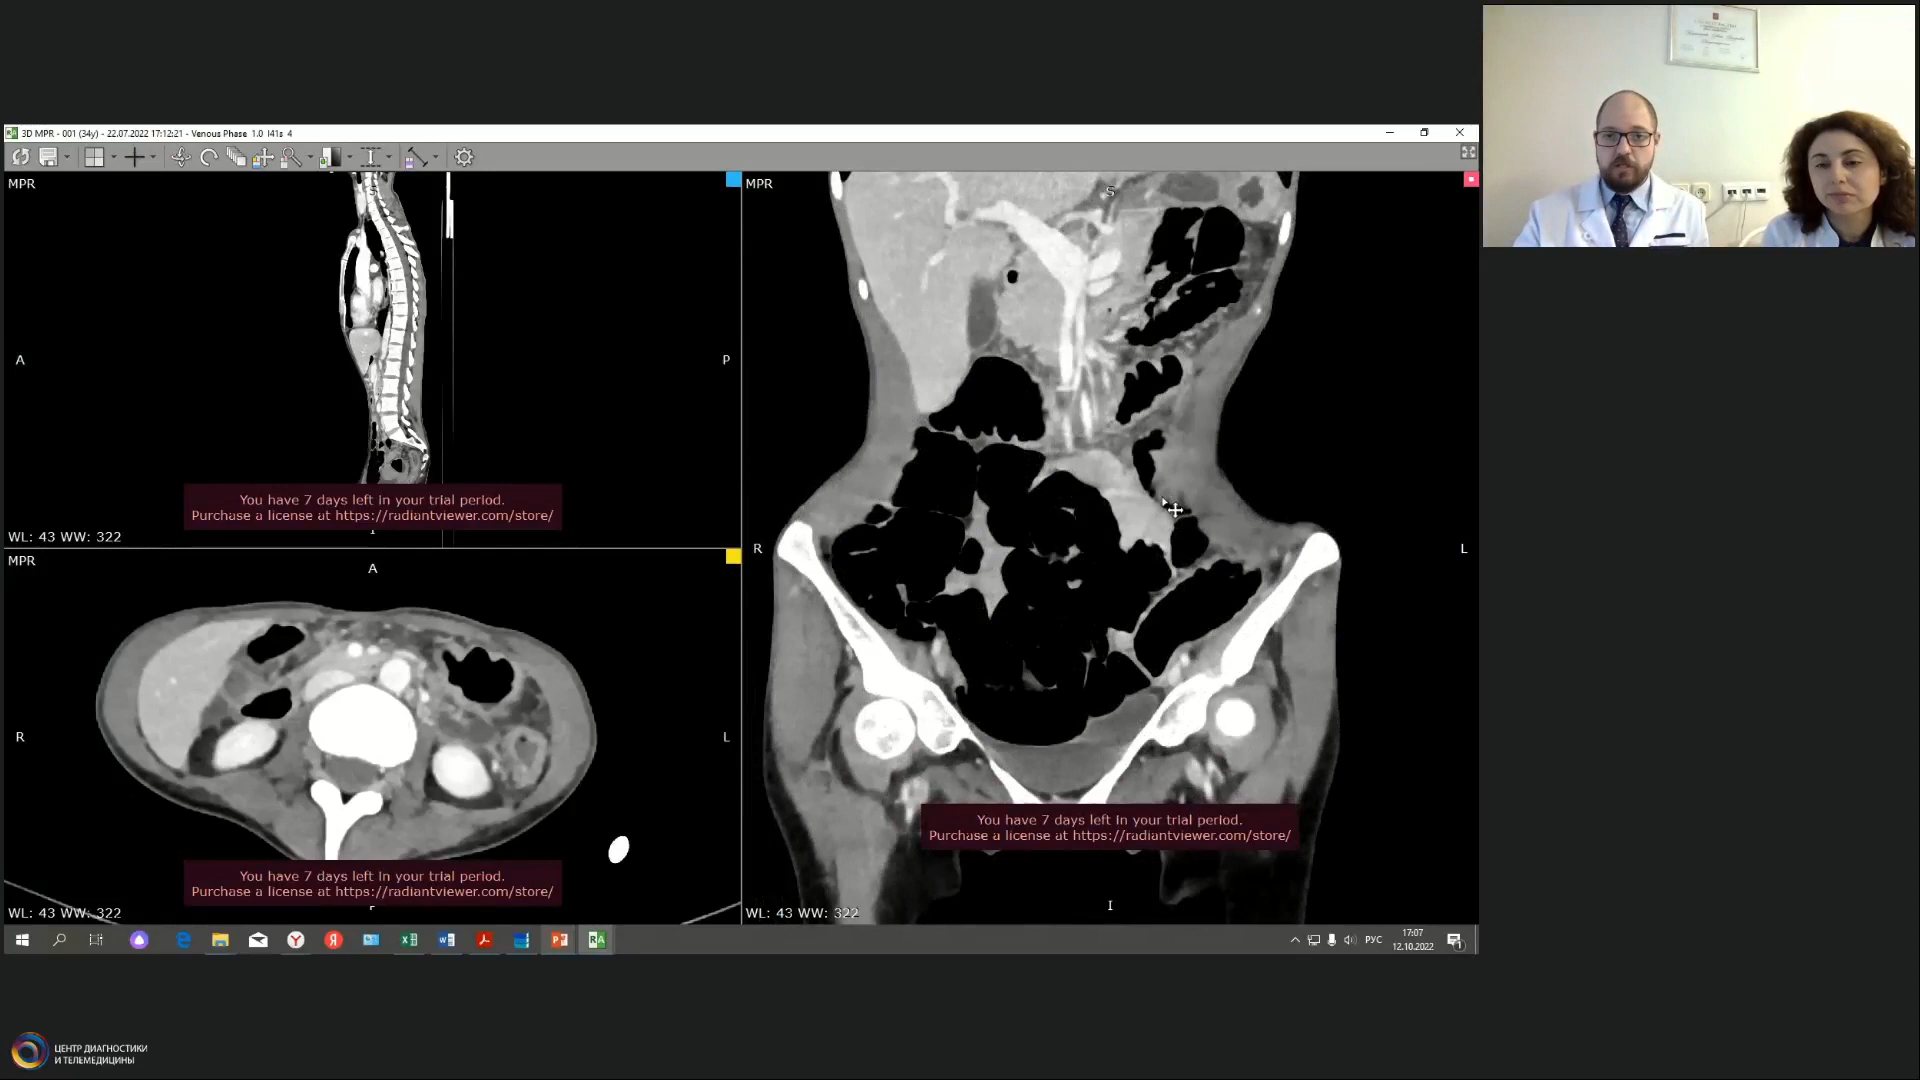 3D MPR - 001 (34y) - 22.07.2022 17:12:21 - Venous Phase 1.0 I41s 4
MPR
S
A
P
You have 7 days left in your trial period.
Purchase a license at https://radiantviewer.com/store/
I
WL: 43 WW: 322
MPR
A
R
L
You have 7 days left in your trial period.
Purchase a license at https://radiantviewer.com/store/
WL: 43 WW: 322
MPR
S
R
L
You have 7 days left in your trial period.
Purchase a license at https://radiantviewer.com/store/
I
WL: 43 WW: 322
РУС
17:07
12.10.2022
ЦЕНТР ДИАГНОСТИКИ
И ТЕЛЕМЕДИЦИНЫ